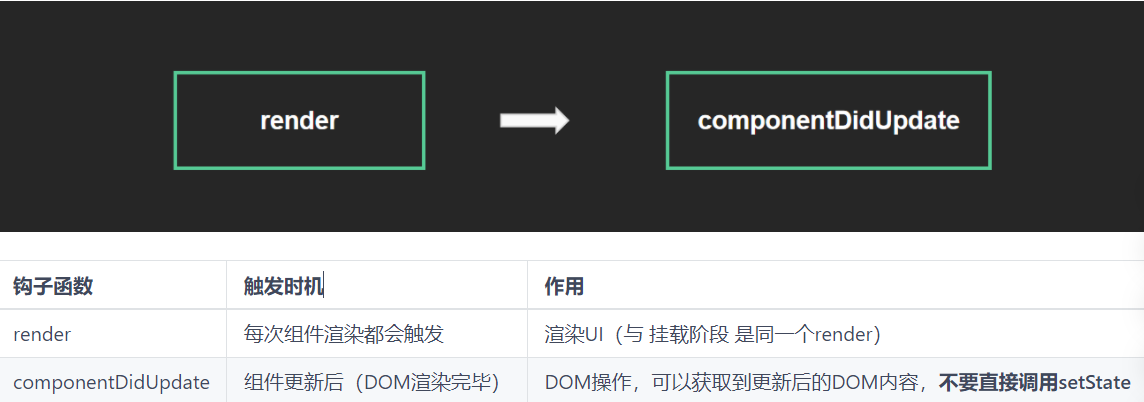 render
componentDidUpdate
钩子函数 触发时机 作用
render 每次组件渲染都会触发 渲染UI（与 挂载阶段 是同一个render）
componentDidUpdate 组件更新后（DOM渲染完毕） DOM操作，可以获取到更新后的DOM内容，不要直接调用setState